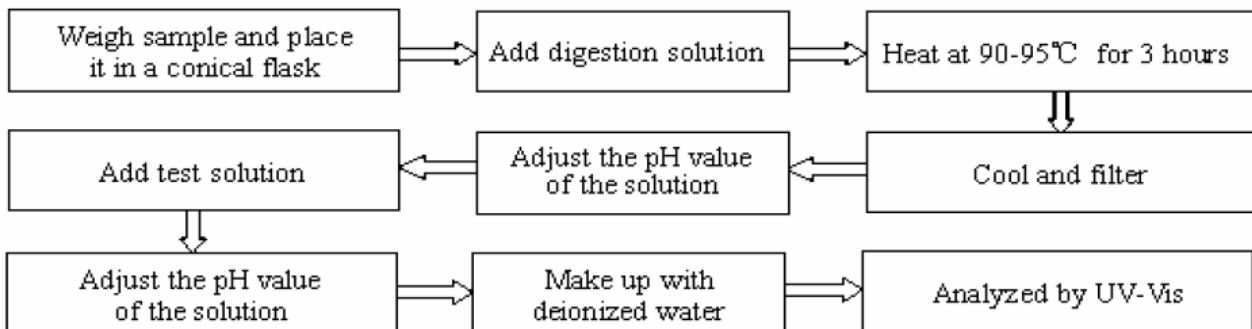 Weigh sample and place
it in a conical flask
Add digestion solution
Heat at 90-95℃ for 3 hours
Add test solution
Adjust the pH value
of the solution
Cool and filter
Adjust the pH value
of the solution
Make up with
deionized water
Analyzed by UV-Vis